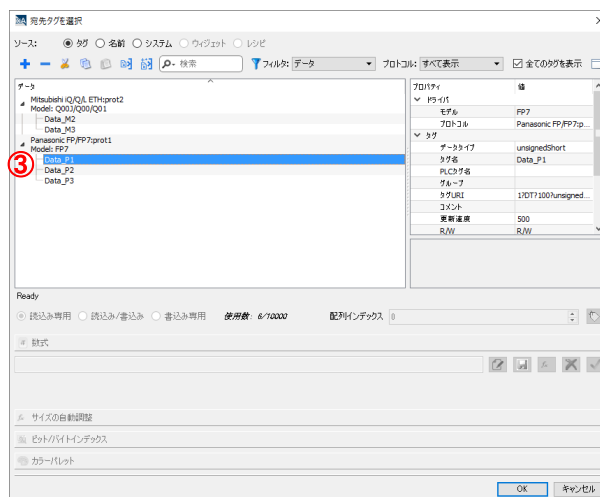 宛先タグを選択
ソース: タグ 名前 システム ウィジェット レシピ
検索 フィルタ: データ プロトコル: すべて表示 全てのタグを表示
データ
Mitsubishi iQ/Q/L ETH:prot2
Model: Q00J/Q00/Q01
Data_M2
Data_M3
Panasonic FP/FP7:prot1
Model: FP7
③
Data_P1
Data_P2
Data_P3
プロパティ 値
ドライバ
モデル FP7
プロトコル Panasonic FP/FP7:p...
タグ
データタイプ unsignedShort
タグ名 Data_P1
PLCタグ名
グループ
タグURI 1?DT?100?unsigned...
コメント
更新速度 500
R/W R/W
Ready
読込み専用 読込み/書込み 書込み専用 使用数: 6/10000 配列インデックス 0
数式
サイズの自動調整
ビット/バイトインデックス
カラーパレット
OK キャンセル